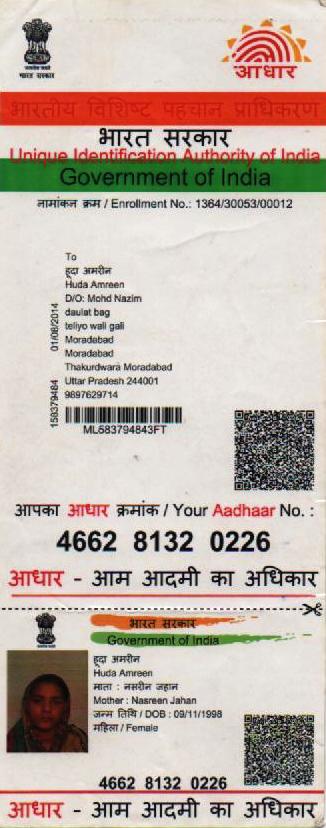 भारत सरकार
आधार
भारतीय विशिष्ट पहचान प्राधिकरण
भारत सरकार
Unique Identification Authority of India
Government of India
नामांकन क्रम / Enrollment No.: 1364/30053/00012
To
हूदा अमरीन
Huda Amreen
D/O: Mohd Nazim
daulat bag
teliyo wali gali
Moradabad
Moradabad
Thakurdwara Moradabad
Uttar Pradesh 244001
9897629714
01/08/2014
158379484
ML583794843FT
आपका आधार क्रमांक / Your Aadhaar No. :
4662 8132 0226
आधार - आम आदमी का अधिकार
भारत सरकार
Government of India
हूदा अमरीन
Huda Amreen
माता : नसरीन जहान
Mother : Nasreen Jahan
जन्म तिथि / DOB : 09/11/1998
महिला / Female
4662 8132 0226
आधार - आम आदमी का अधिकार